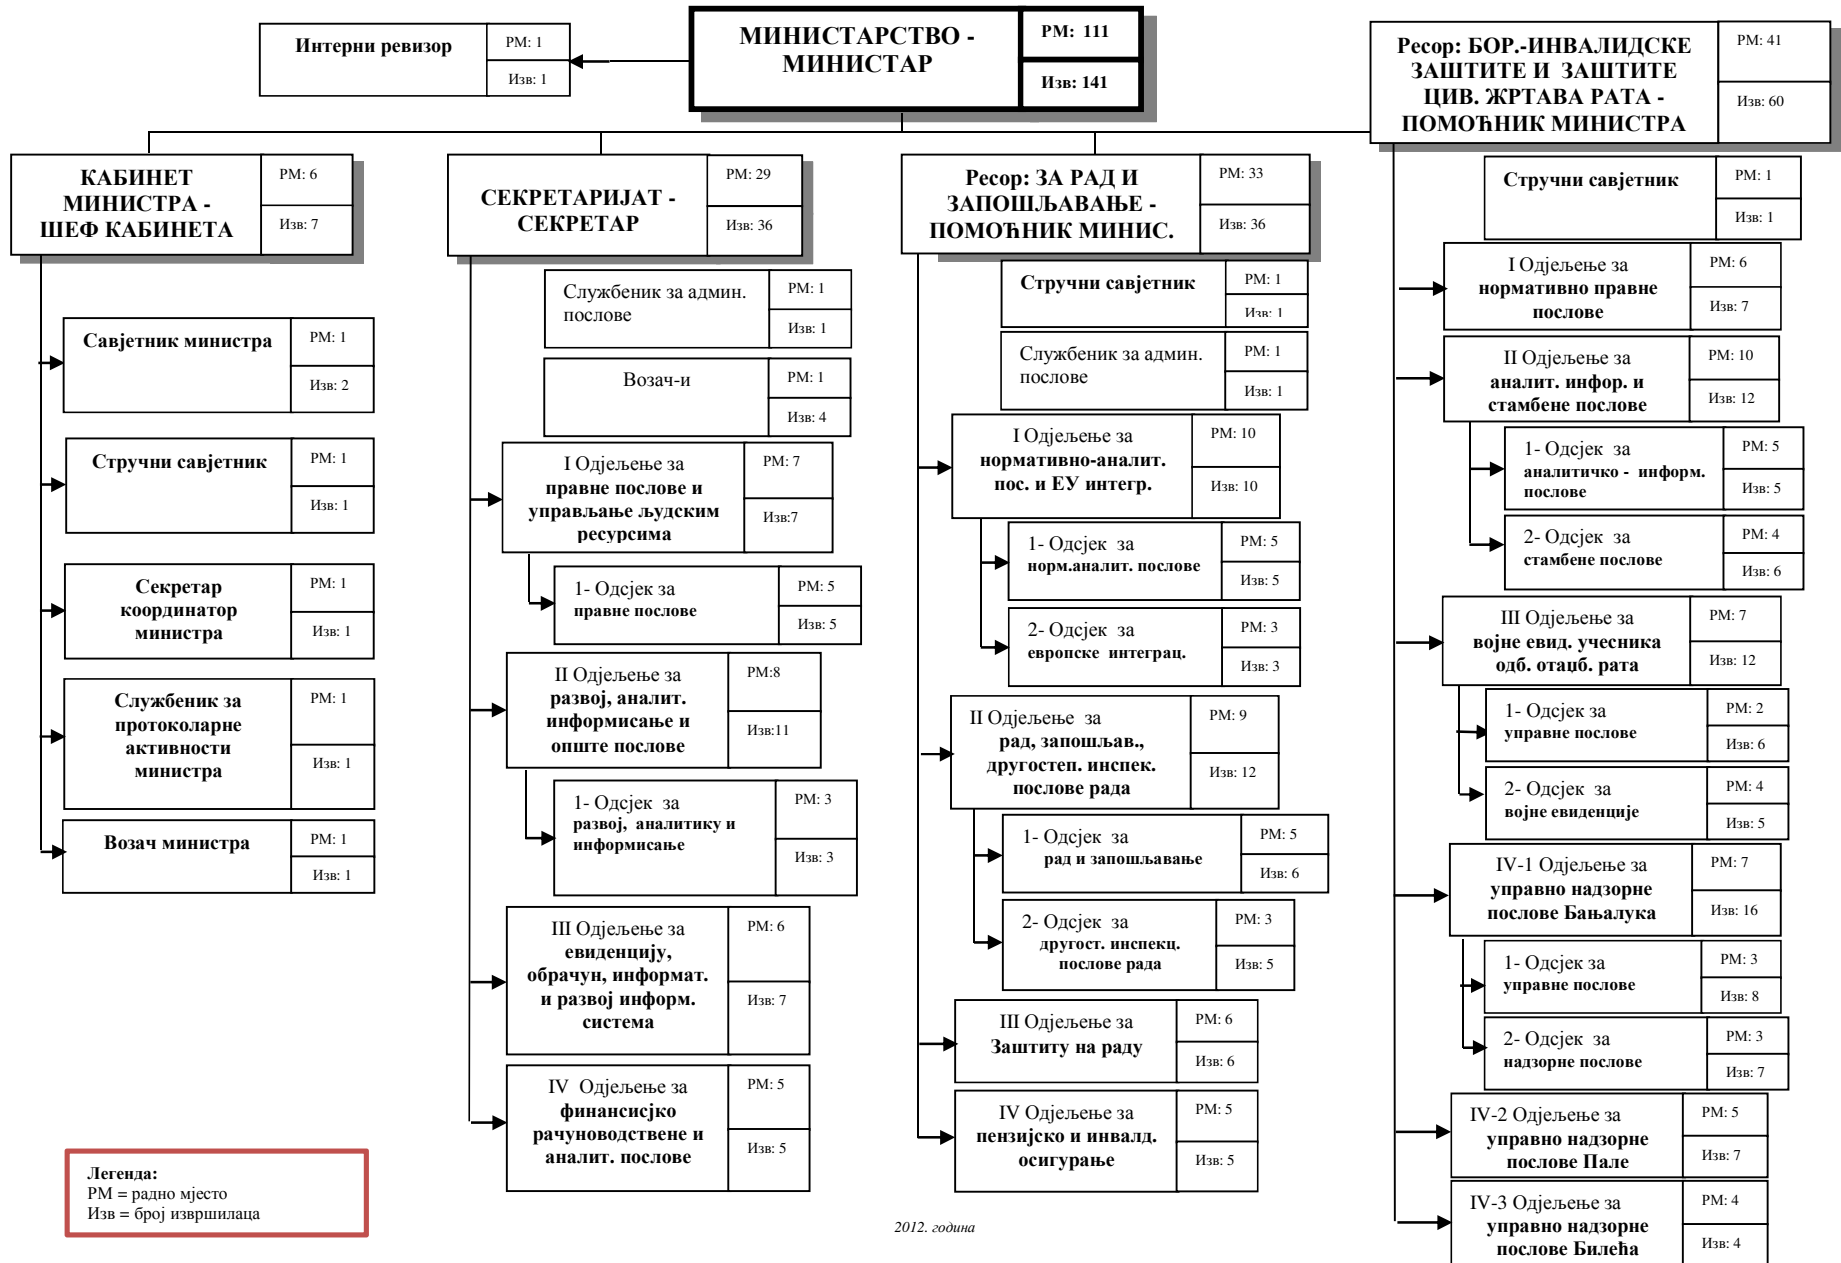 Интерни ревизор
РМ: 1
Изв: 1
МИНИСТАРСТВО -
МИНИСТАР
РМ: 111
Изв: 141
Ресор: БОР.-ИНВАЛИДСКЕ
ЗАШТИТЕ И ЗАШТИТЕ
ЦИВ. ЖРТАВА РАТА -
ПОМОЋНИК МИНИСТРА
РМ: 41
Изв: 60
КАБИНЕТ
МИНИСТРА -
ШЕФ КАБИНЕТА
РМ: 6
Изв: 7
Савјетник министра
РМ: 1
Изв: 2
Стручни савјетник
РМ: 1
Изв: 1
Секретар
координатор
министра
РМ: 1
Изв: 1
Службеник за
протоколарне
активности
министра
РМ: 1
Изв: 1
Возач министра
РМ: 1
Изв: 1
СЕКРЕТАРИЈАТ -
СЕКРЕТАР
РМ: 29
Изв: 36
Службеник за админ.
послове
РМ: 1
Изв: 1
Возач-и
РМ: 1
Изв: 4
I Одјељење за
правне послове и
управљање људским
ресурсима
РМ: 7
Изв:7
1- Одсјек за
правне послове
РМ: 5
Изв: 5
II Одјељење за
развој, аналит.
информисање и
опште послове
РМ:8
Изв:11
1- Одсјек за
развој, аналитику и
информисање
РМ: 3
Изв: 3
III Одјељење за
евиденцију,
обрачун, информат.
и развој информ.
система
РМ: 6
Изв: 7
IV Одјељење за
финансисјко
рачуноводствене и
аналит. послове
РМ: 5
Изв: 5
Ресор: ЗА РАД И
ЗАПОШЉАВАЊЕ -
ПОМОЋНИК МИНИС.
РМ: 33
Изв: 36
Стручни савјетник
РМ: 1
Изв: 1
Службеник за админ.
послове
РМ: 1
Изв: 1
I Одјељење за
нормативно-аналит.
пос. и ЕУ интегр.
РМ: 10
Изв: 10
1- Одсјек за
норм.аналит. послове
РМ: 5
Изв: 5
2- Одсјек за
европске интеграц.
РМ: 3
Изв: 3
II Одјељење за
рад, запошљав.,
другостеп. инспек.
послове рада
РМ: 9
Изв: 12
1- Одсјек за
рад и запошљавање
РМ: 5
Изв: 6
2- Одсјек за
другост. инспекц.
послове рада
РМ: 3
Изв: 5
III Одјељење за
Заштиту на раду
РМ: 6
Изв: 6
IV Одјељење за
пензијско и инвалд.
осигурање
РМ: 5
Изв: 5
Стручни савјетник
РМ: 1
Изв: 1
I Одјељење за
нормативно правне
послове
РМ: 6
Изв: 7
II Одјељење за
аналит. инфор. и
стамбене послове
РМ: 10
Изв: 12
1- Одсјек за
аналитичко - информ.
послове
РМ: 5
Изв: 5
2- Одсјек за
стамбене послове
РМ: 4
Изв: 6
III Одјељење за
војне евид. учесника
одб. отаџб. рата
РМ: 7
Изв: 12
1- Одсјек за
управне послове
РМ: 2
Изв: 6
2- Одсјек за
војне евиденције
РМ: 4
Изв: 5
IV-1 Одјељење за
управно надзорне
послове Бањалука
РМ: 7
Изв: 16
1- Одсјек за
управне послове
РМ: 3
Изв: 8
2- Одсјек за
надзорне послове
РМ: 3
Изв: 7
IV-2 Одјељење за
управно надзорне
послове Пале
РМ: 5
Изв: 7
IV-3 Одјељење за
управно надзорне
послове Билећа
РМ: 4
Изв: 4
Легенда:
РМ = радно мјесто
Изв = број извршилаца
2012. година